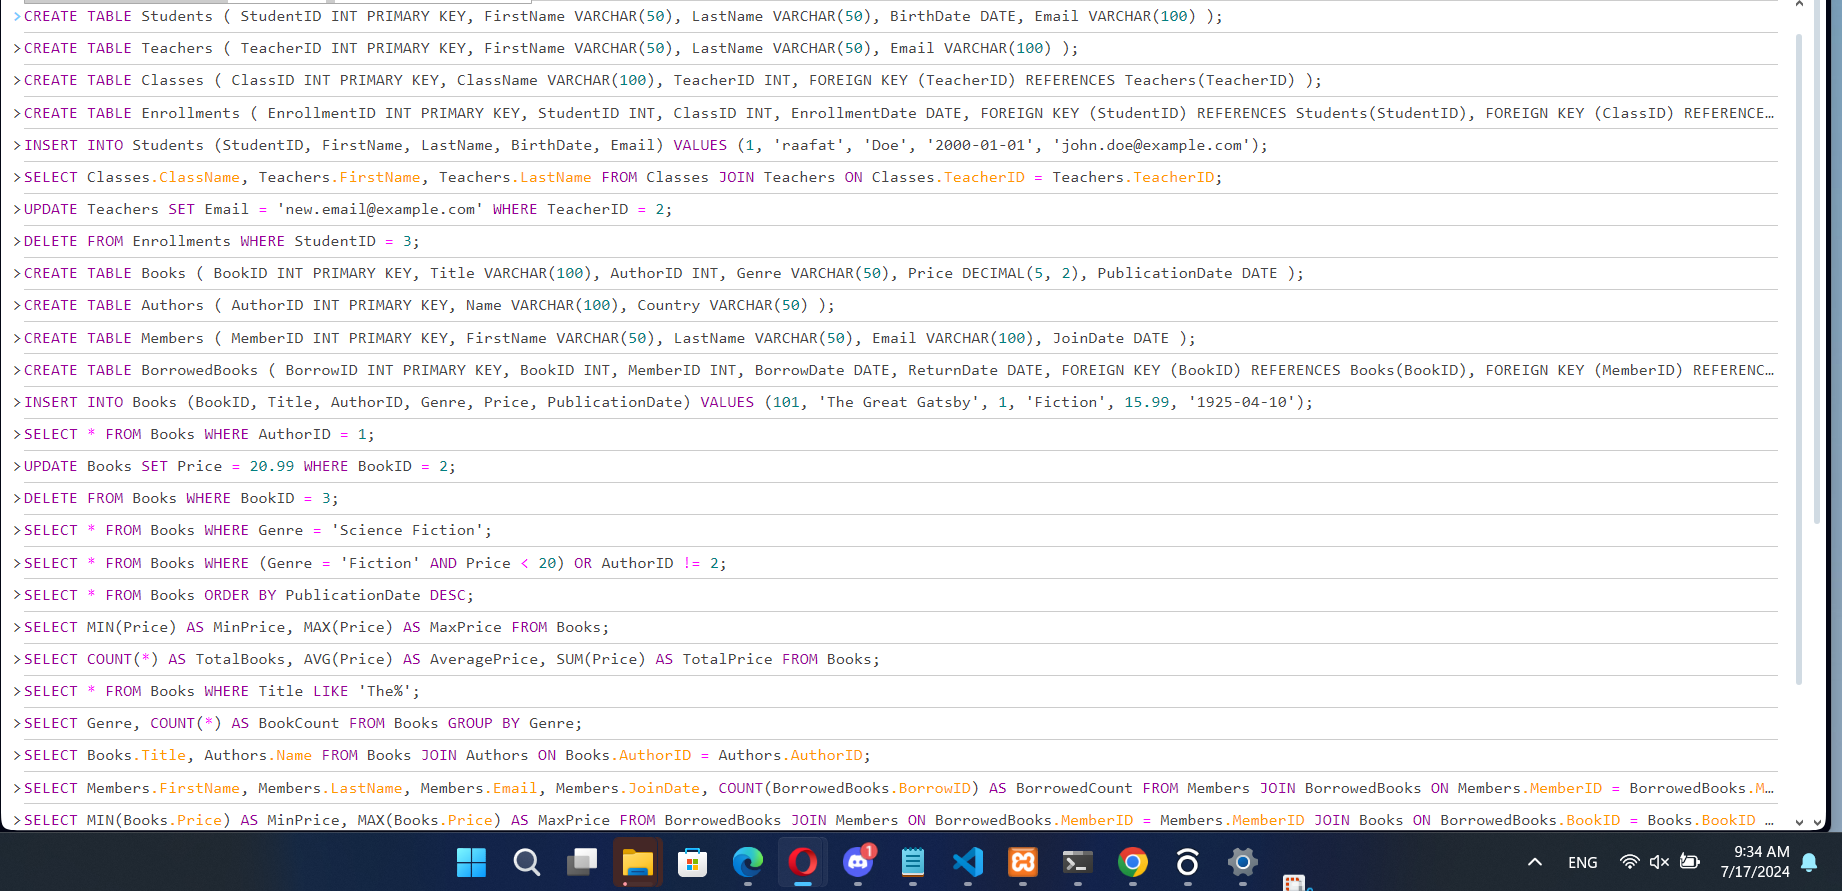 >CREATE TABLE Students ( StudentID INT PRIMARY KEY, FirstName VARCHAR(50), LastName VARCHAR(50), BirthDate DATE, Email VARCHAR(100) );
>CREATE TABLE Teachers ( TeacherID INT PRIMARY KEY, FirstName VARCHAR(50), LastName VARCHAR(50), Email VARCHAR(100) );
>CREATE TABLE Classes ( ClassID INT PRIMARY KEY, ClassName VARCHAR(100), TeacherID INT, FOREIGN KEY (TeacherID) REFERENCES Teachers(TeacherID) );
>CREATE TABLE Enrollments ( EnrollmentID INT PRIMARY KEY, StudentID INT, ClassID INT, EnrollmentDate DATE, FOREIGN KEY (StudentID) REFERENCES Students(StudentID), FOREIGN KEY (ClassID) REFERENCE…
>INSERT INTO Students (StudentID, FirstName, LastName, BirthDate, Email) VALUES (1, 'raafat', 'Doe', '2000-01-01', 'john.doe@example.com');
>SELECT Classes.ClassName, Teachers.FirstName, Teachers.LastName FROM Classes JOIN Teachers ON Classes.TeacherID = Teachers.TeacherID;
>UPDATE Teachers SET Email = 'new.email@example.com' WHERE TeacherID = 2;
>DELETE FROM Enrollments WHERE StudentID = 3;
>CREATE TABLE Books ( BookID INT PRIMARY KEY, Title VARCHAR(100), AuthorID INT, Genre VARCHAR(50), Price DECIMAL(5, 2), PublicationDate DATE );
>CREATE TABLE Authors ( AuthorID INT PRIMARY KEY, Name VARCHAR(100), Country VARCHAR(50) );
>CREATE TABLE Members ( MemberID INT PRIMARY KEY, FirstName VARCHAR(50), LastName VARCHAR(50), Email VARCHAR(100), JoinDate DATE );
>CREATE TABLE BorrowedBooks ( BorrowID INT PRIMARY KEY, BookID INT, MemberID INT, BorrowDate DATE, ReturnDate DATE, FOREIGN KEY (BookID) REFERENCES Books(BookID), FOREIGN KEY (MemberID) REFERENC…
>INSERT INTO Books (BookID, Title, AuthorID, Genre, Price, PublicationDate) VALUES (101, 'The Great Gatsby', 1, 'Fiction', 15.99, '1925-04-10');
>SELECT * FROM Books WHERE AuthorID = 1;
>UPDATE Books SET Price = 20.99 WHERE BookID = 2;
>DELETE FROM Books WHERE BookID = 3;
>SELECT * FROM Books WHERE Genre = 'Science Fiction';
>SELECT * FROM Books WHERE (Genre = 'Fiction' AND Price < 20) OR AuthorID != 2;
>SELECT * FROM Books ORDER BY PublicationDate DESC;
>SELECT MIN(Price) AS MinPrice, MAX(Price) AS MaxPrice FROM Books;
>SELECT COUNT(*) AS TotalBooks, AVG(Price) AS AveragePrice, SUM(Price) AS TotalPrice FROM Books;
>SELECT * FROM Books WHERE Title LIKE 'The%';
>SELECT Genre, COUNT(*) AS BookCount FROM Books GROUP BY Genre;
>SELECT Books.Title, Authors.Name FROM Books JOIN Authors ON Books.AuthorID = Authors.AuthorID;
>SELECT Members.FirstName, Members.LastName, Members.Email, Members.JoinDate, COUNT(BorrowedBooks.BorrowID) AS BorrowedCount FROM Members JOIN BorrowedBooks ON Members.MemberID = BorrowedBooks.M…
>SELECT MIN(Books.Price) AS MinPrice, MAX(Books.Price) AS MaxPrice FROM BorrowedBooks JOIN Members ON BorrowedBooks.MemberID = Members.MemberID JOIN Books ON BorrowedBooks.BookID = Books.BookID …
1
ENG
9:34 AM
7/17/2024